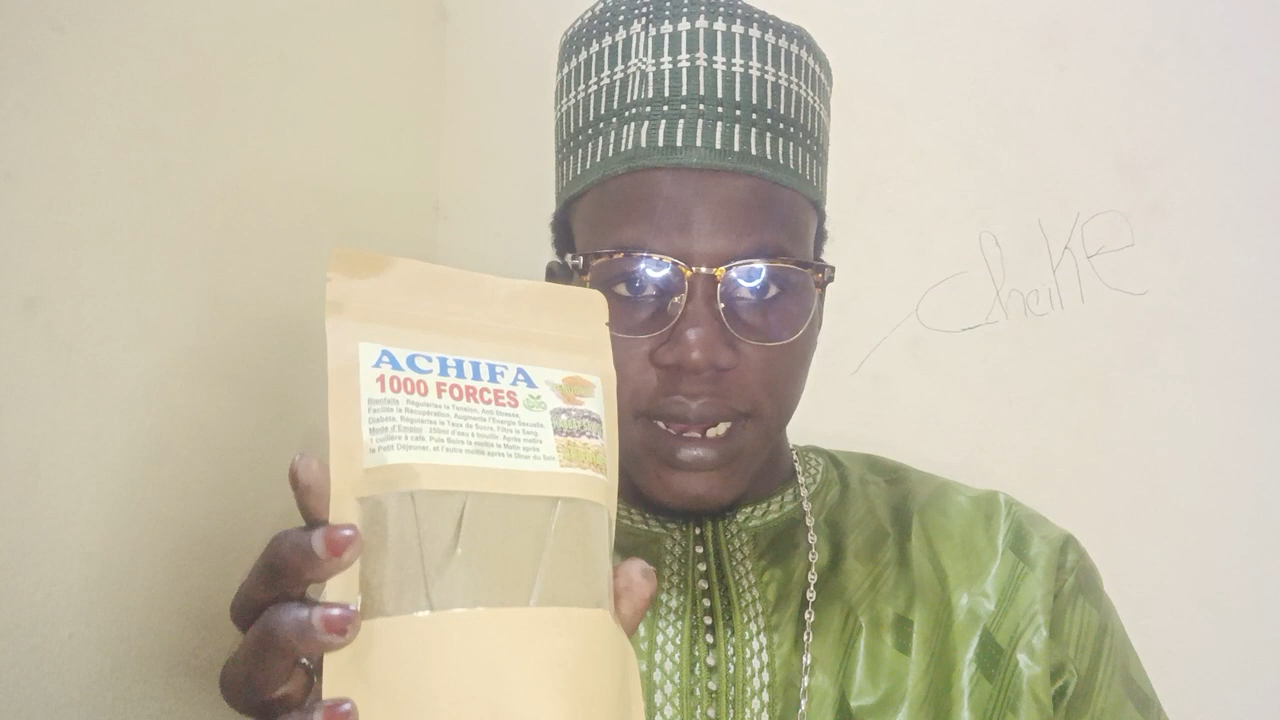 ACHIFA
1000 FORCES
Bienfaits : Régularise la Tension, Anti Stresse,
Facilite la Récupération, Augmente l'Energie Sexuelle,
Diabète, Régularise le Taux de Sucre, Filtre le Sang.
Mode d'Emploi : 250ml d'eau à bouillir. Après mettre
1 cuillère à café. Puis Boire la moitié le Matin après
le Petit Déjeuner, et l'autre moitié après le Dîner du Soir
CheiKE